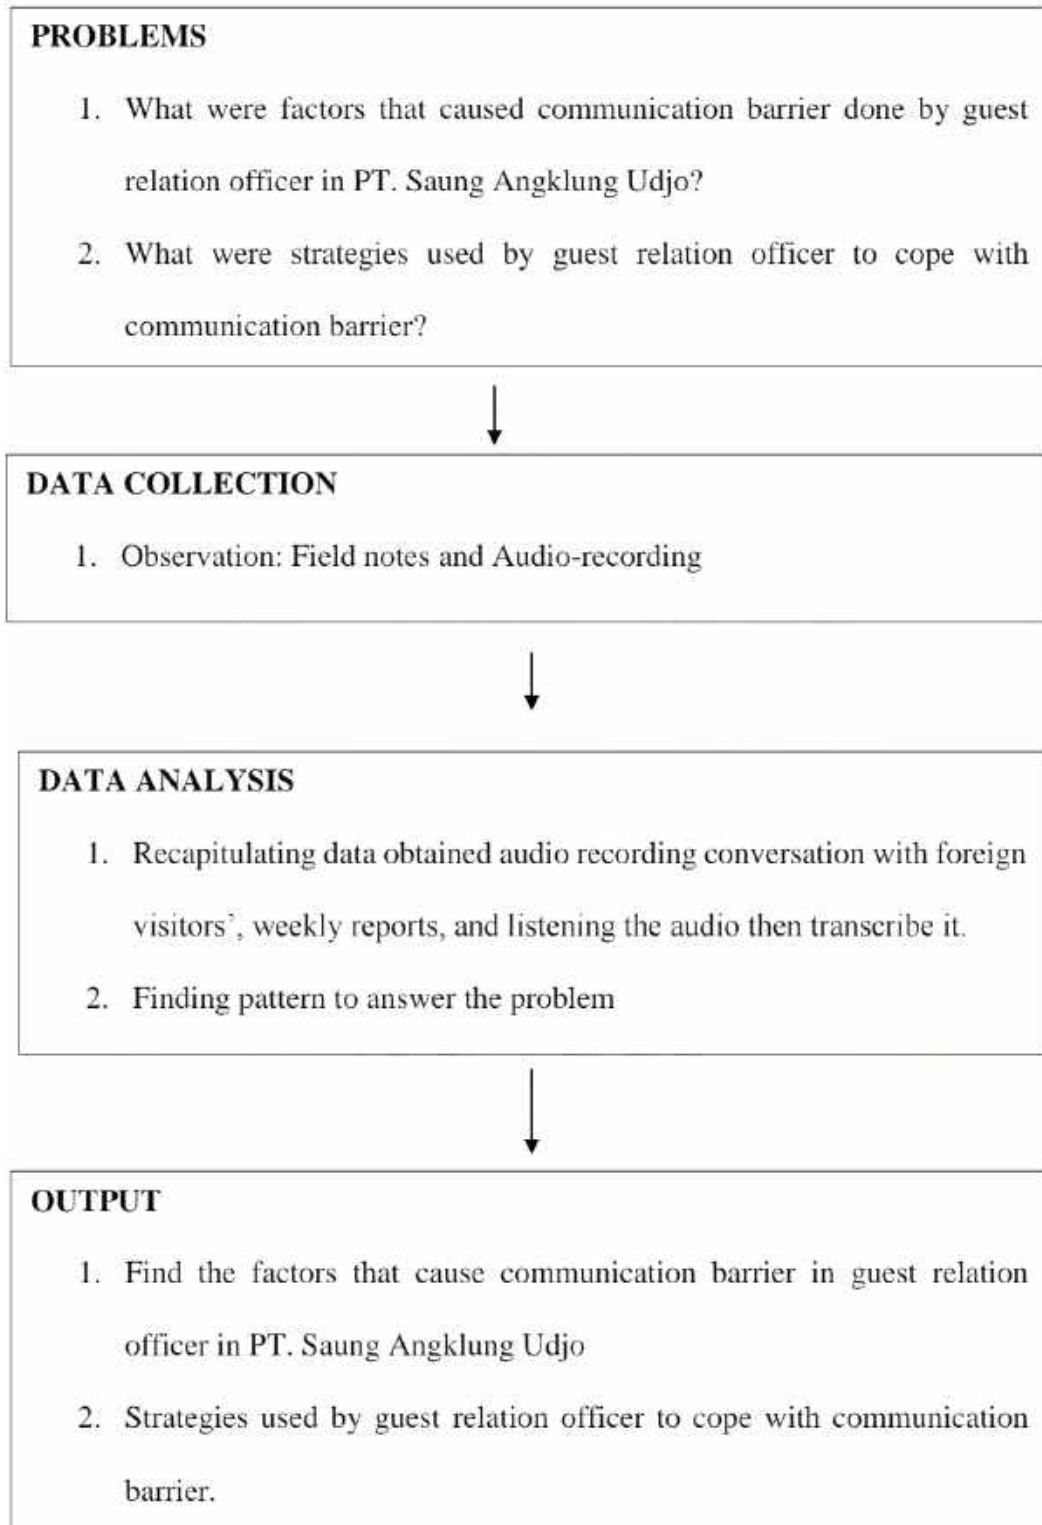 PROBLEMS
1. What were factors that caused communication barrier done by guest
relation officer in PT. Saung Angklung Udjo?
2. What were strategies used by guest relation officer to cope with
communication barrier?
DATA COLLECTION
1. Observation: Field notes and Audio-recording
DATA ANALYSIS
1. Recapitulating data obtained audio recording conversation with foreign
visitors’, weekly reports, and listening the audio then transcribe it.
2. Finding pattern to answer the problem
OUTPUT
1. Find the factors that cause communication barrier in guest relation
officer in PT. Saung Angklung Udjo
2. Strategies used by guest relation officer to cope with communication
barrier.